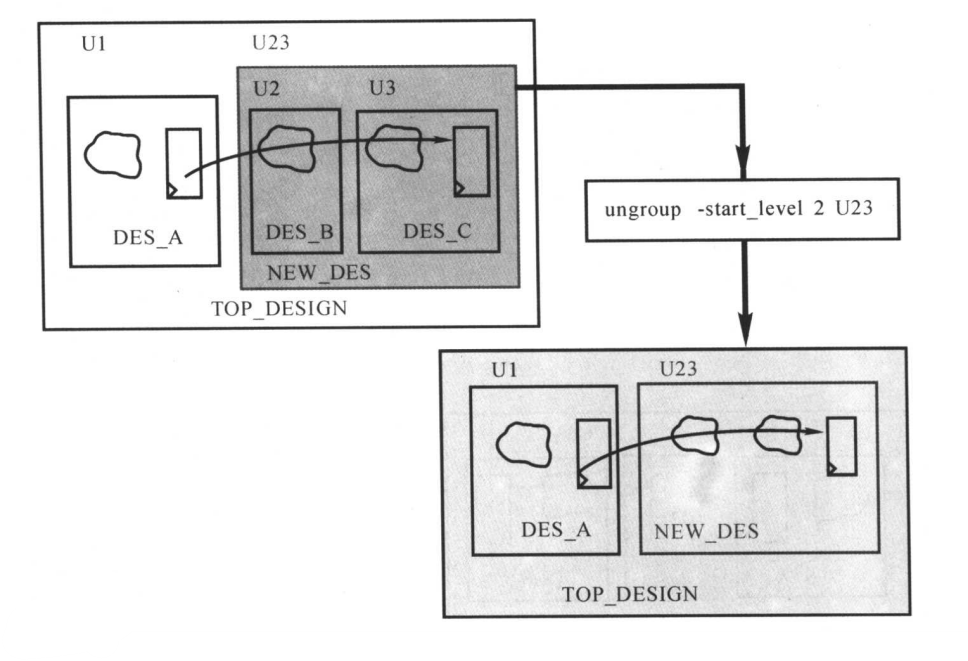 U1 U23
U2 U3
DES_A DES_B DES_C
NEW_DES
TOP_DESIGN
ungroup -start_level 2 U23
U1 U23
DES_A NEW_DES
TOP_DESIGN